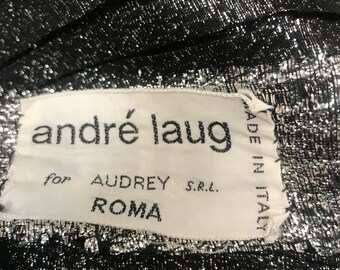 andré laug
for AUDREY S.R.L.
ROMA
MADE IN ITALY